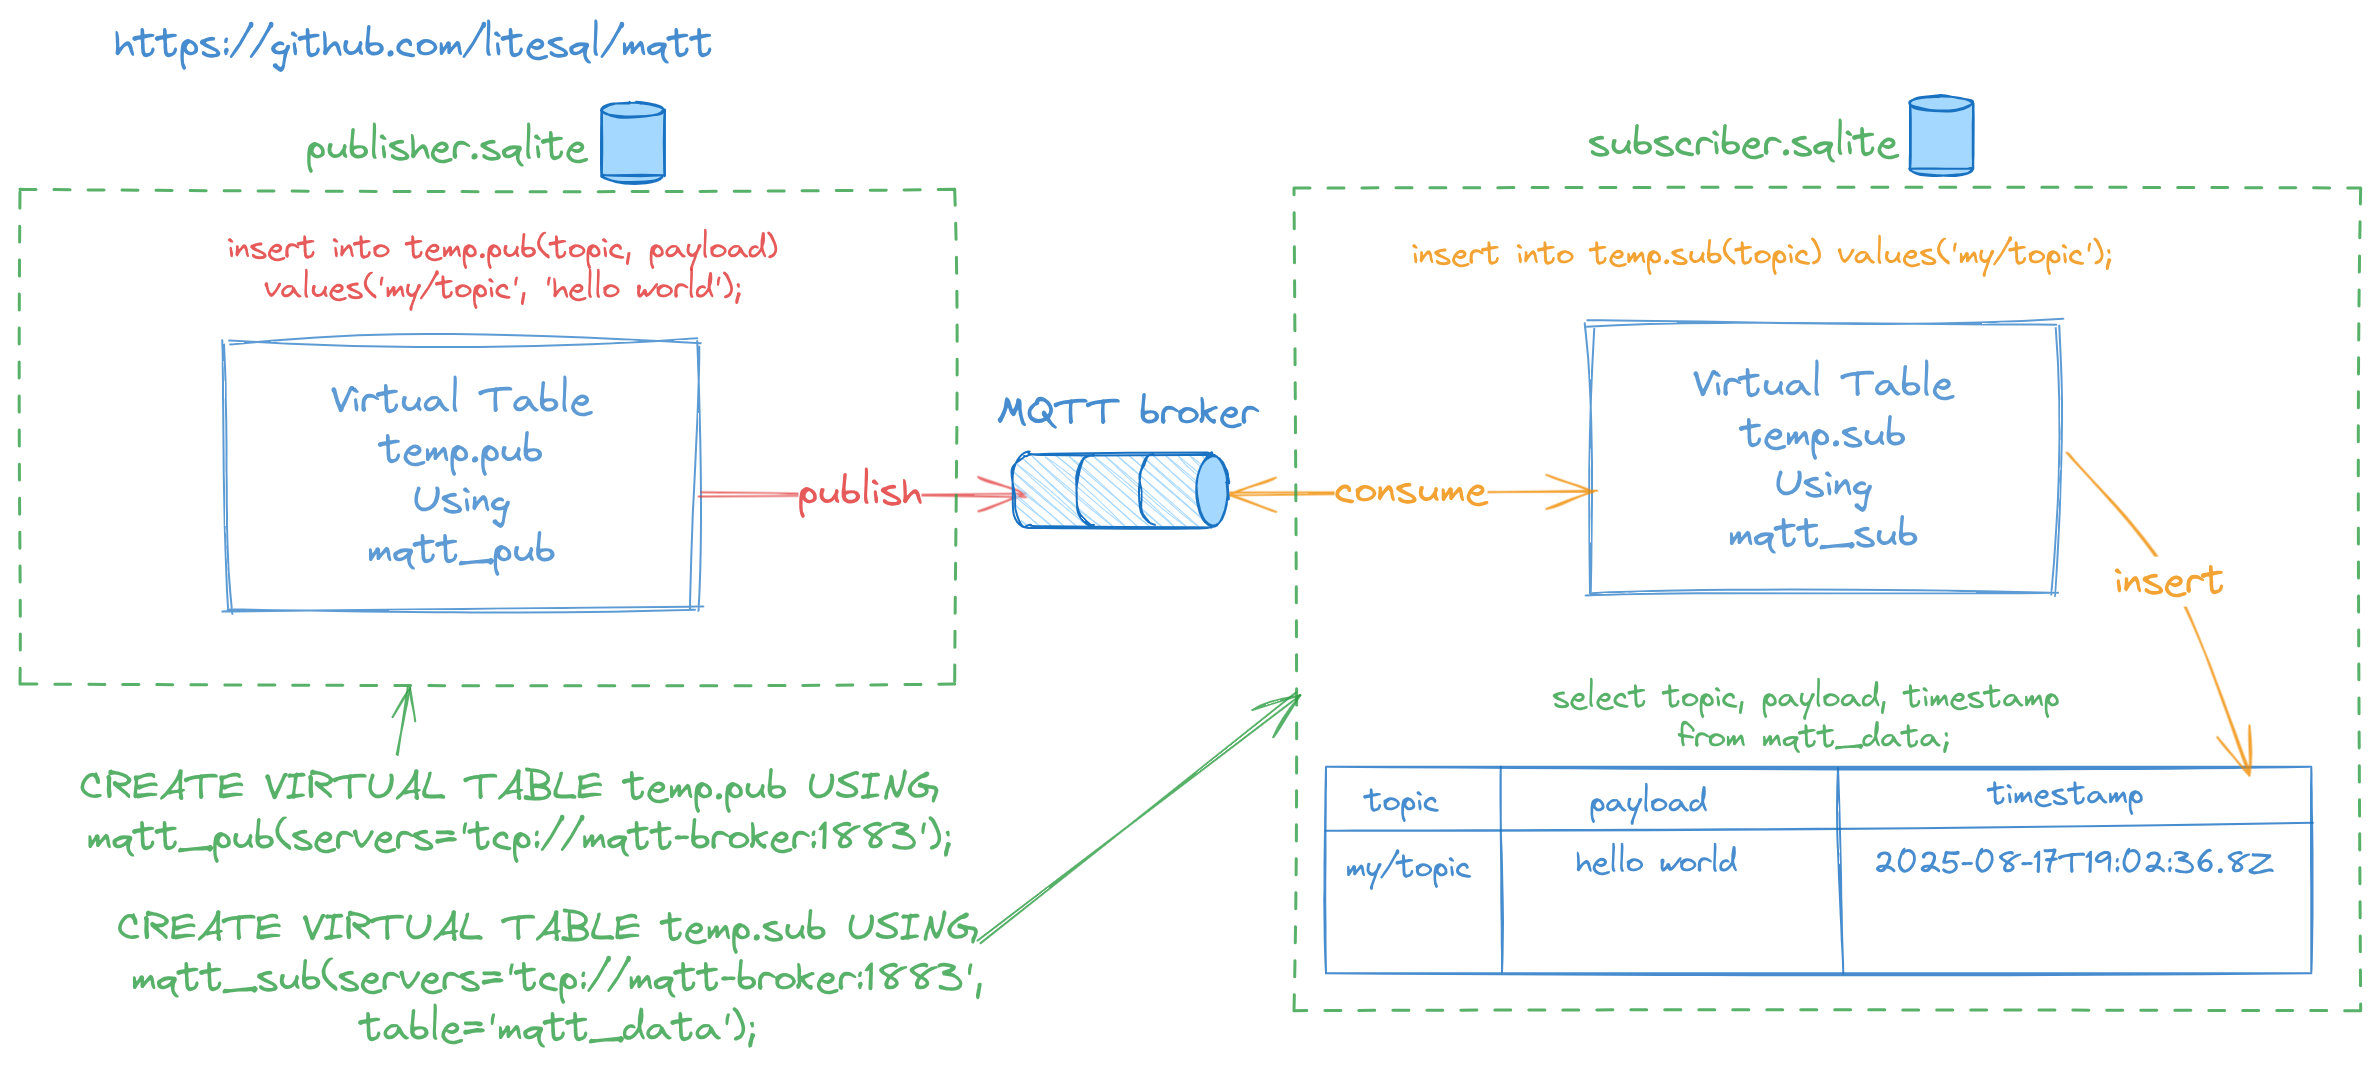 https://github.com/litesql/mqtt
publisher.sqlite
subscriber.sqlite
insert into temp.pub(topic, payload)
values('my/topic', 'hello world');
insert into temp.sub(topic) values('my/topic');
Virtual Table
temp.pub
Using
mqtt_pub
publish
MQTT broker
consume
Virtual Table
temp.sub
Using
mqtt_sub
insert
select topic, payload, timestamp
from mqtt_data;
topic
payload
timestamp
my/topic
hello world
2025-08-17T19:02:36.8Z
CREATE VIRTUAL TABLE temp.pub USING
mqtt_pub(servers='tcp://mqtt-broker:1883');
CREATE VIRTUAL TABLE temp.sub USING
mqtt_sub(servers='tcp://mqtt-broker:1883',
table='mqtt_data');